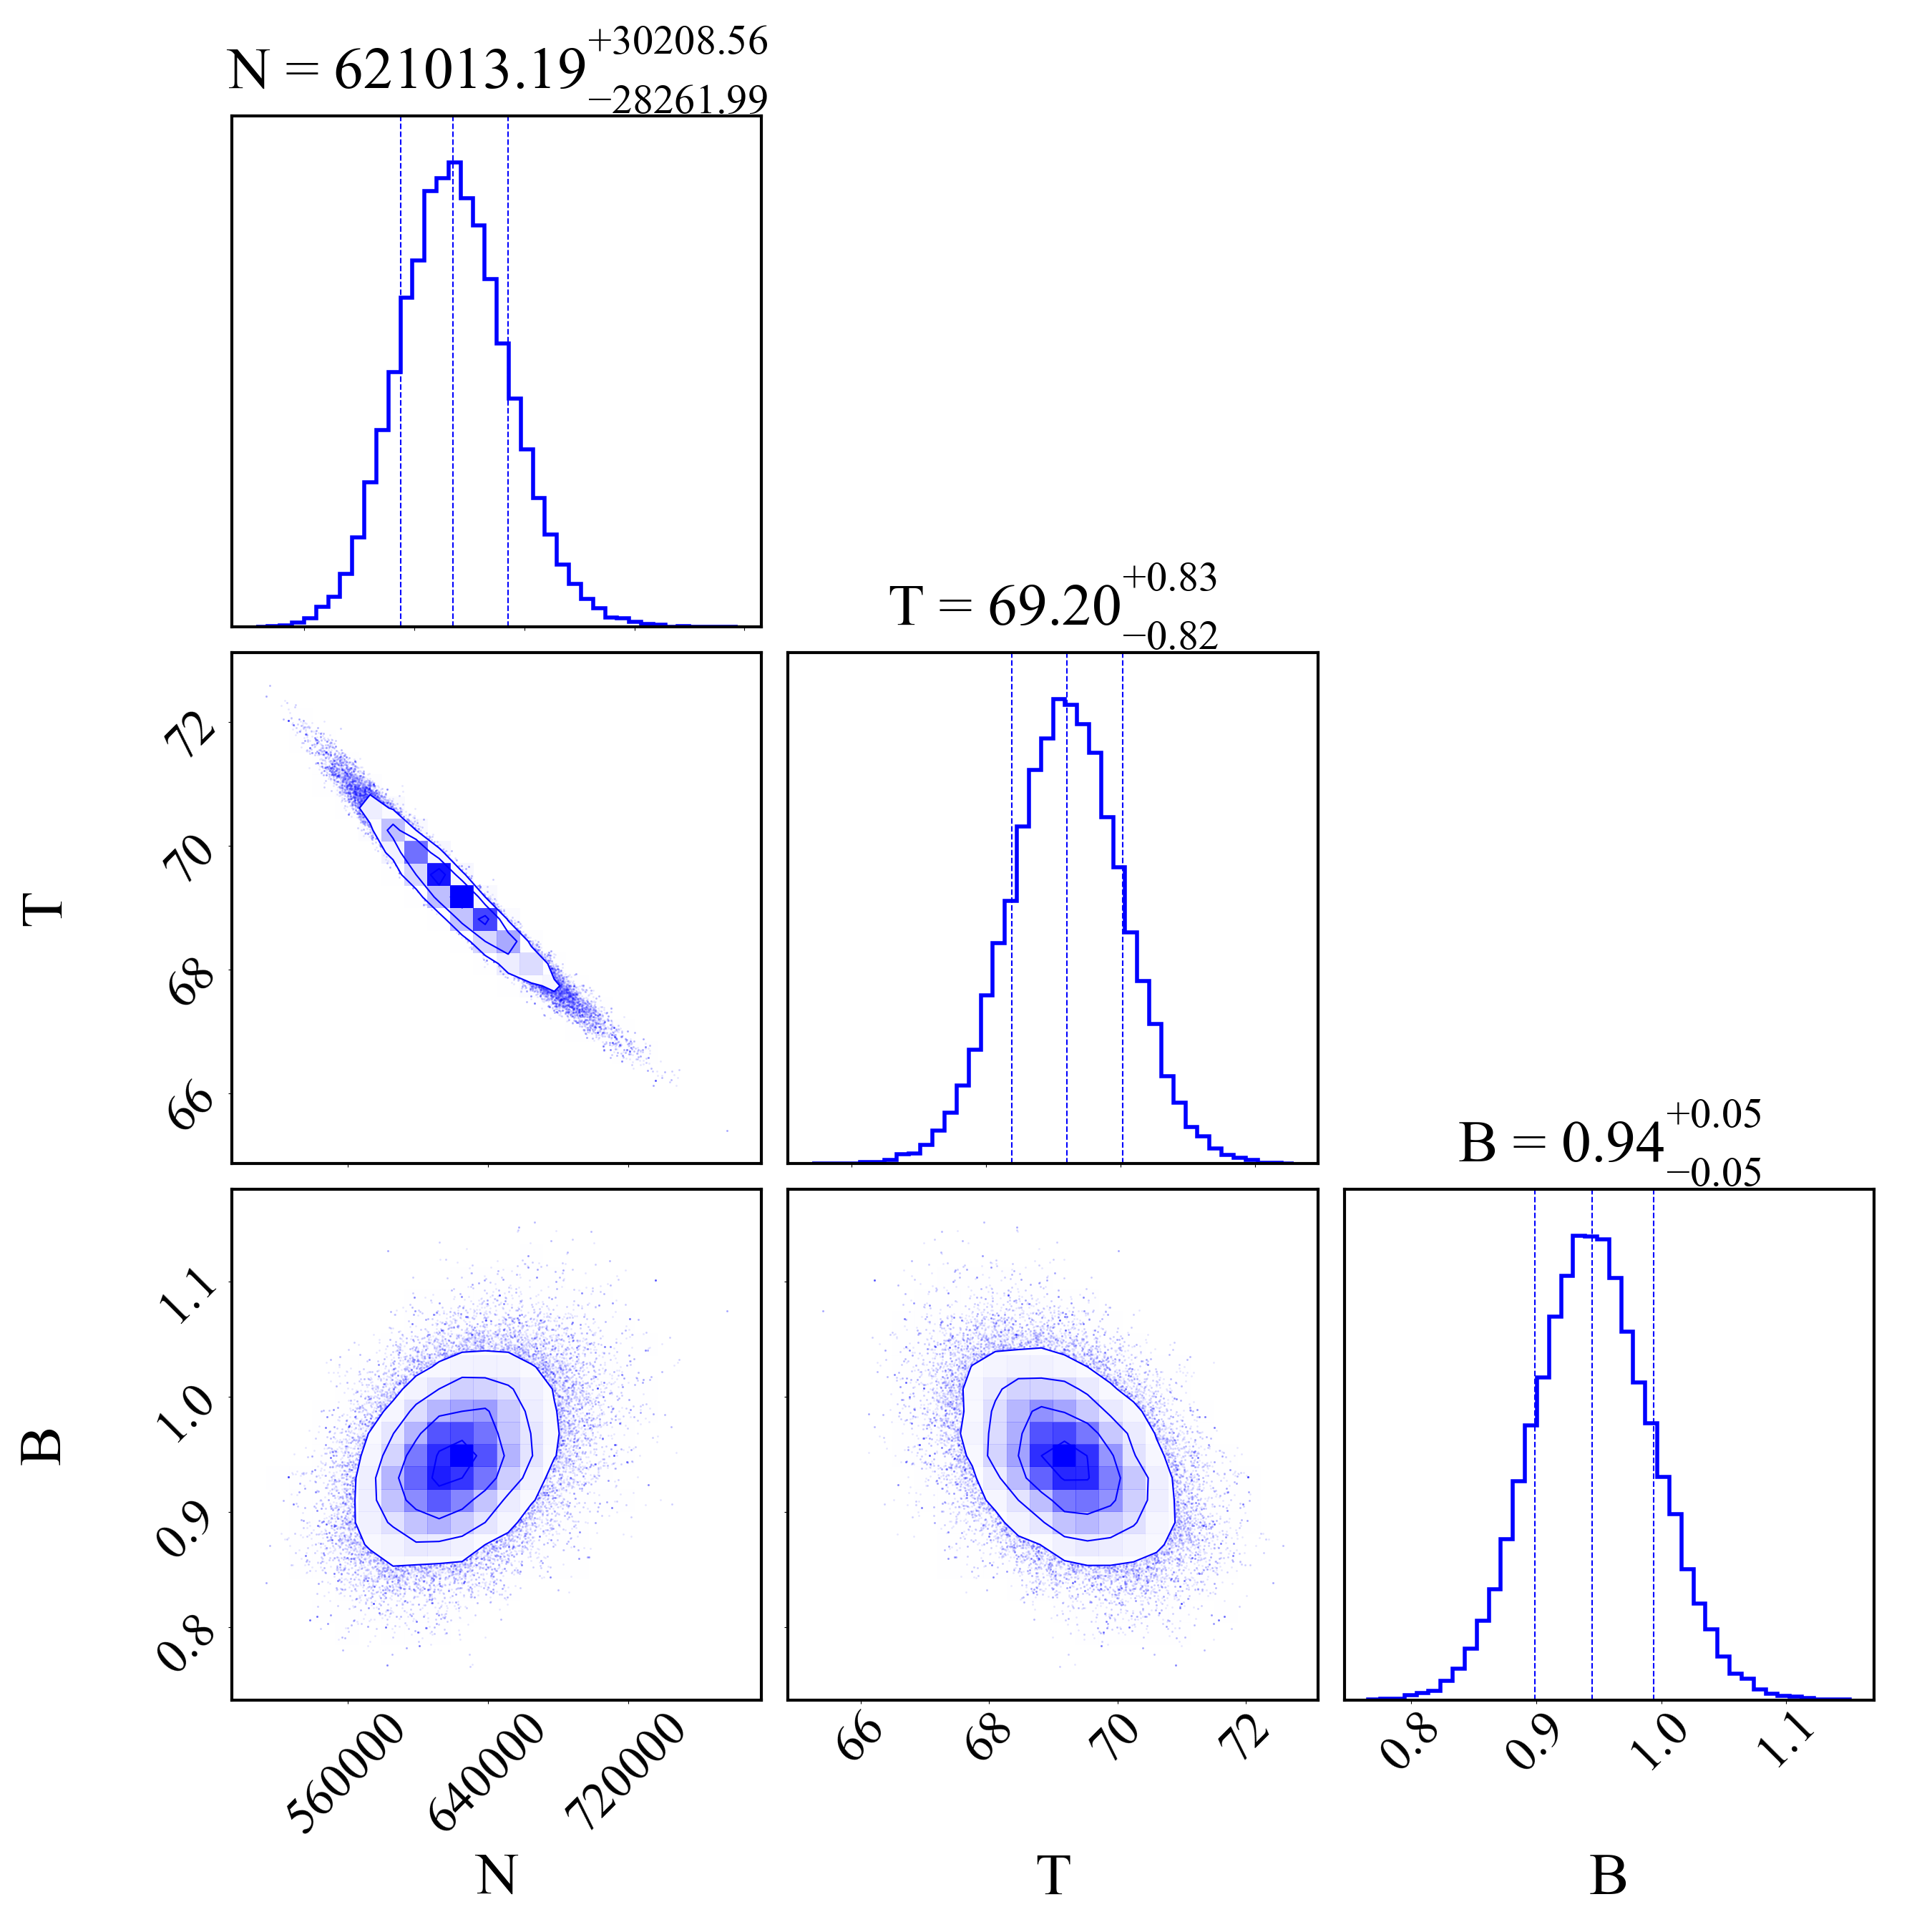 N = 621013.19 +30208.56 −28261.99
T = 69.20 +0.83 −0.82
72
70
68
66
T
B = 0.94 +0.05 −0.05
1.1
1.0
0.9
0.8
B
560000 640000 720000
66 68 70 72
0.8 0.9 1.0 1.1
N T B